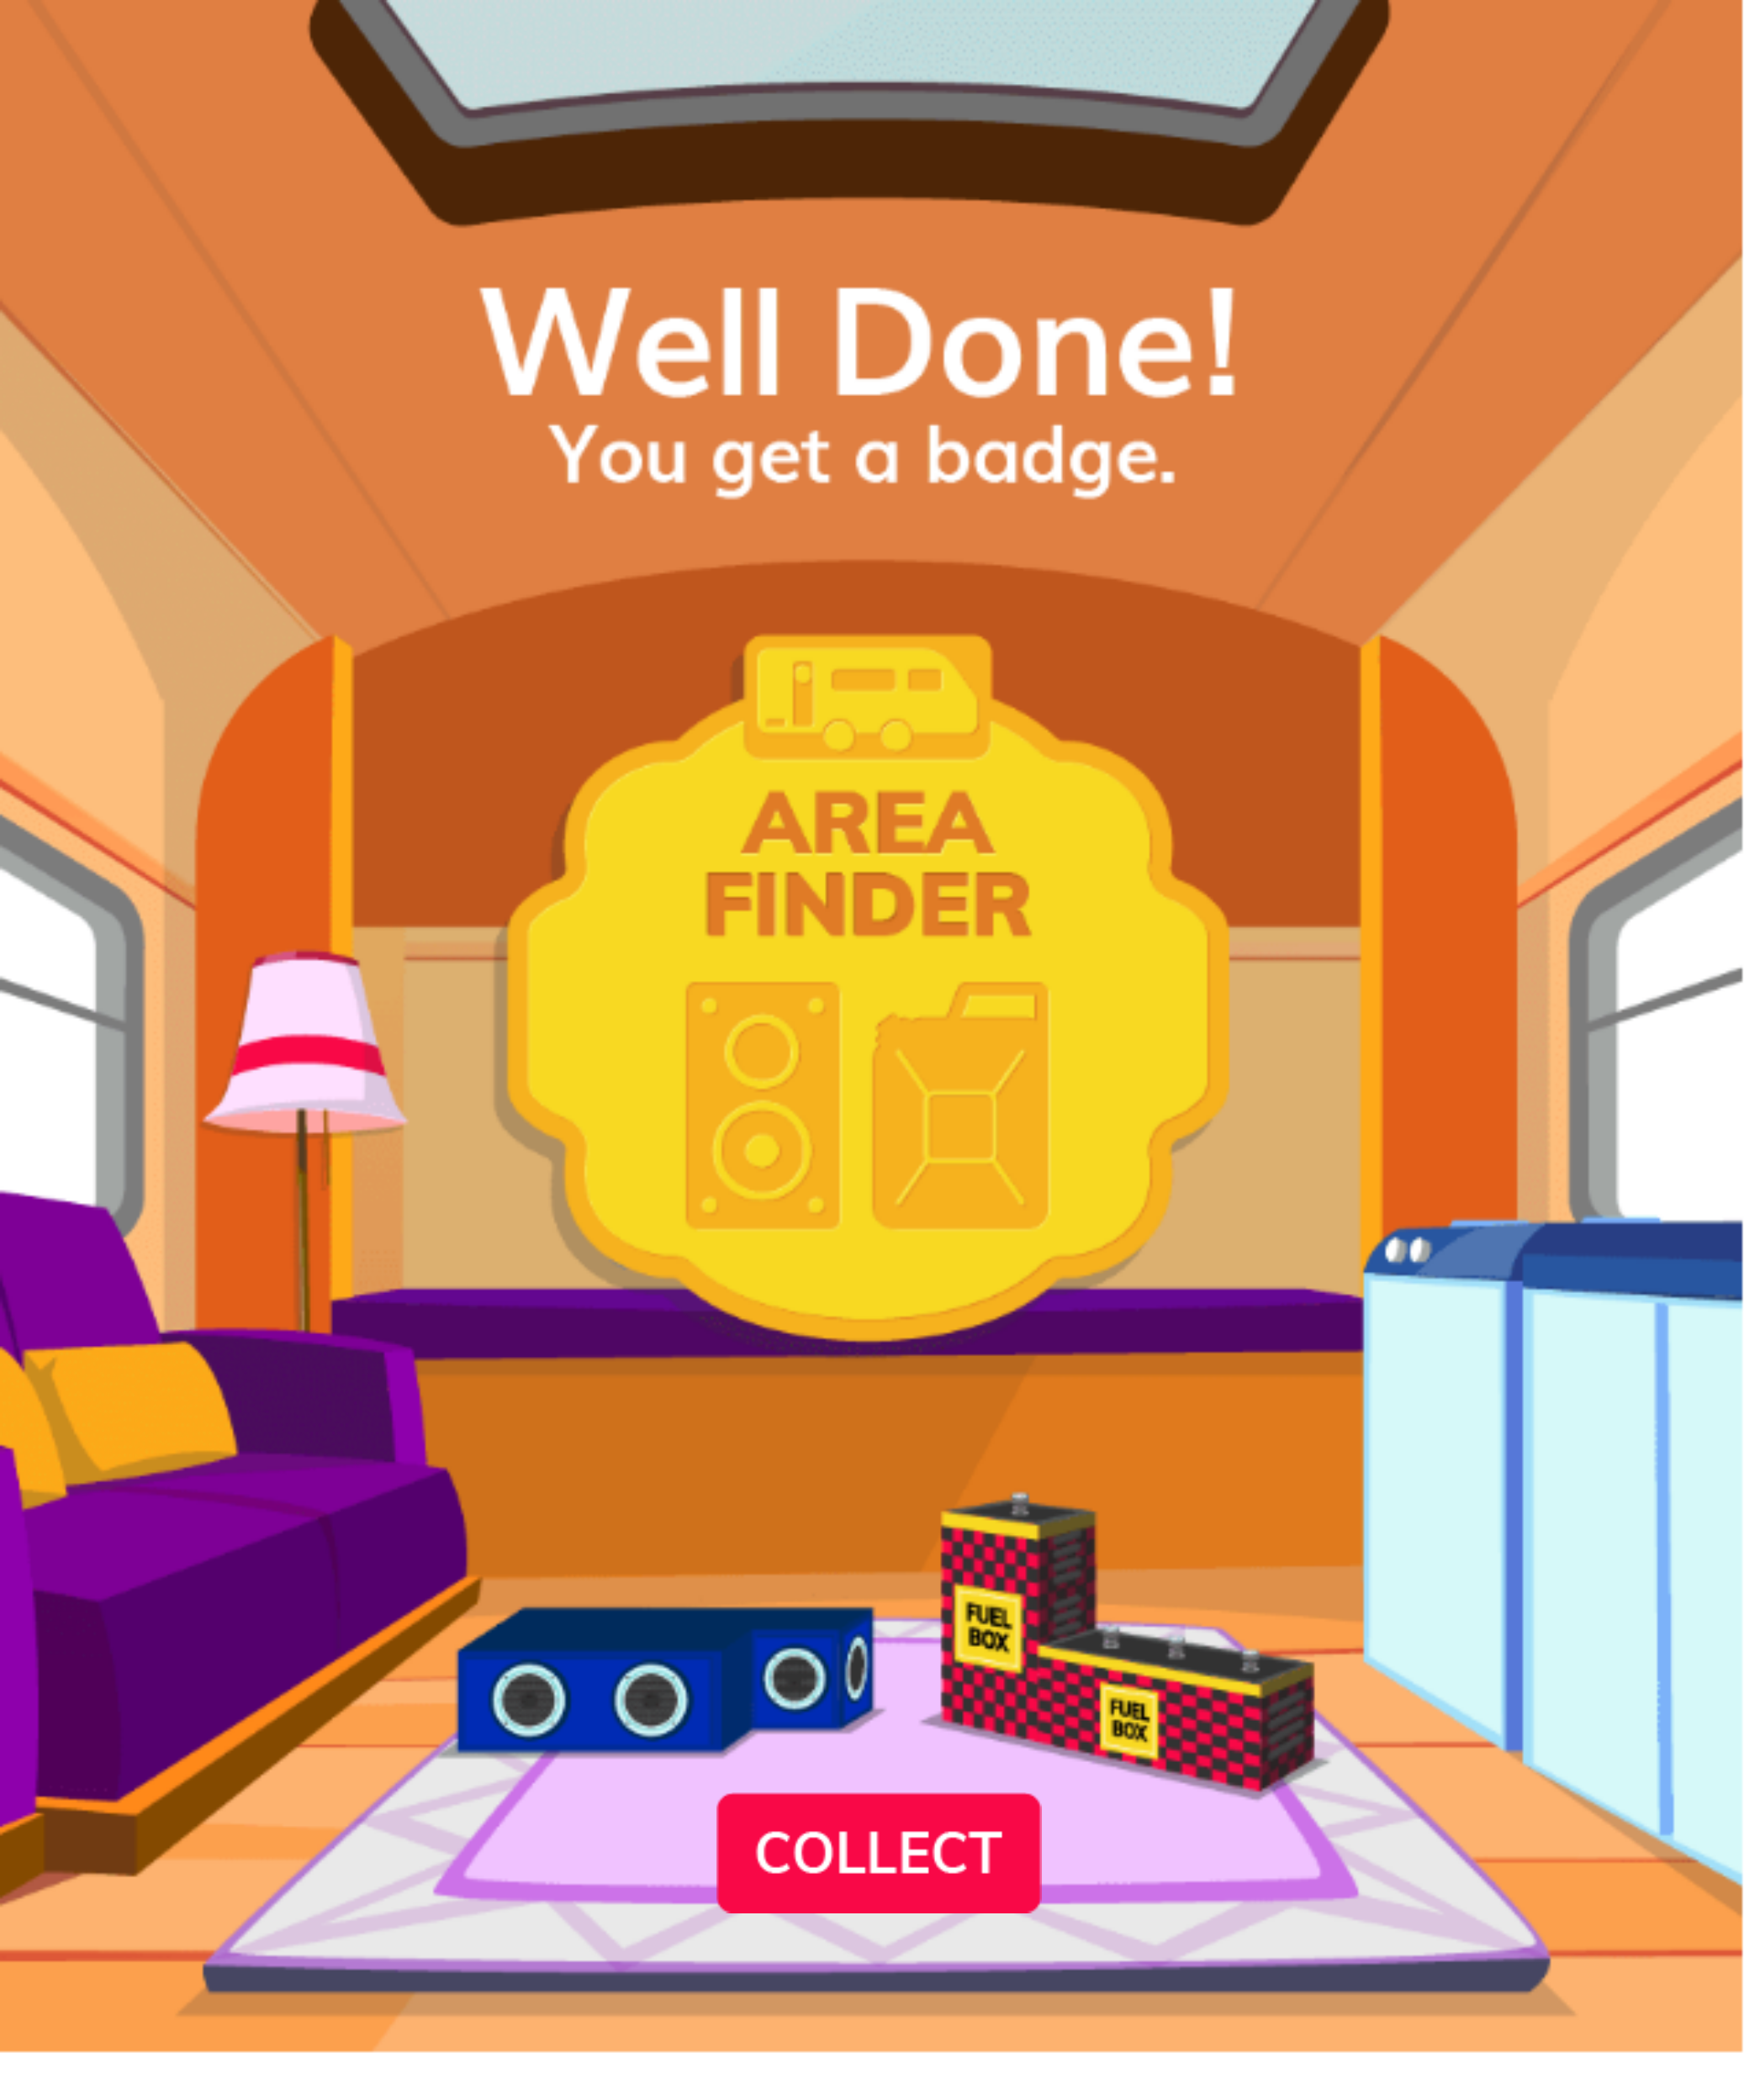 Well Done!
You get a badge.
AREA
FINDER
FUEL
BOX
FUEL
BOX
COLLECT